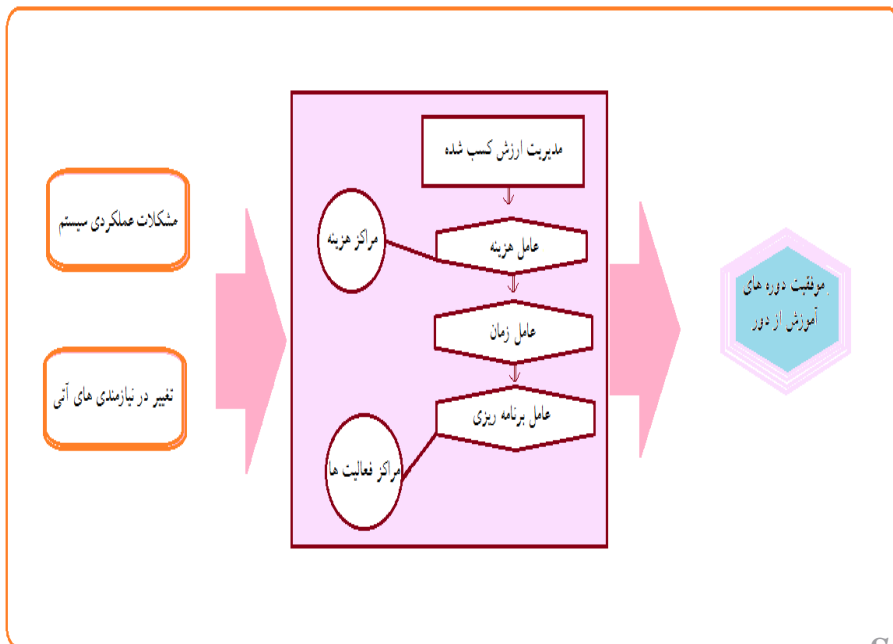 مشکلات عملکردی سیستم
تغییر در نیازمندی های آتی
مدیریت ارزش کسب شده
مراکز هزینه
عامل هزینه
عامل زمان
عامل برنامه ریزی
مراکز فعالیت ها
موفقیت دوره های
آموزش از دور